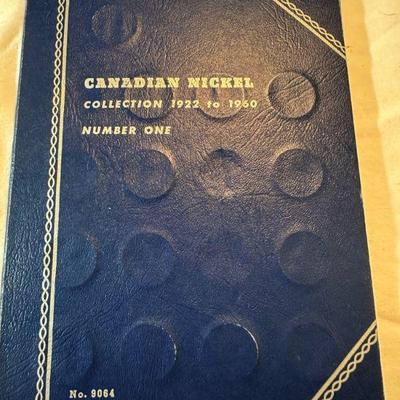 CANADIAN NICKEL
COLLECTION 1922 to 1960
NUMBER ONE
No. 9064